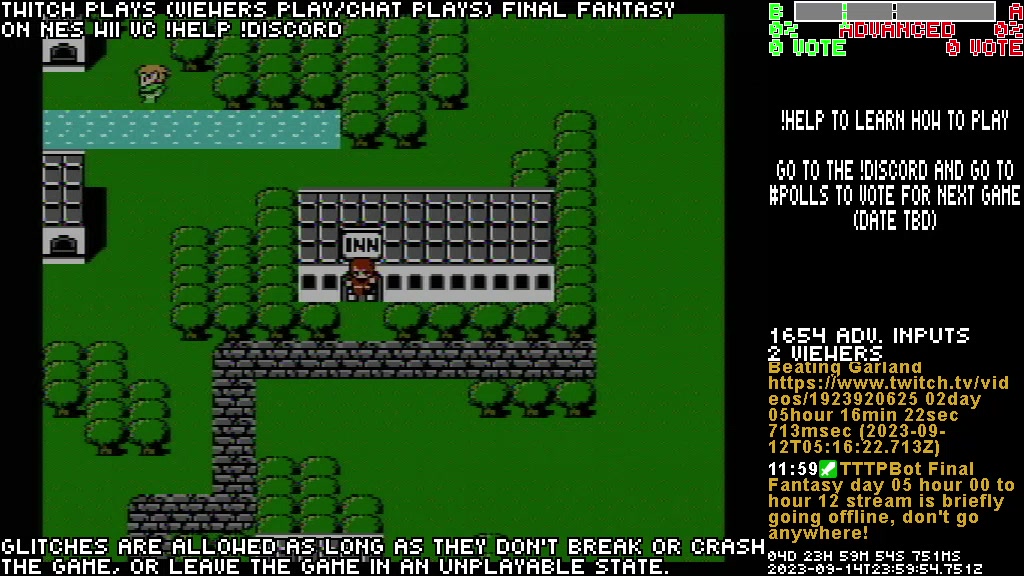 TWITCH PLAYS (VIEWERS PLAY/CHAT PLAYS) FINAL FANTASY
ON NES WII VC !HELP !DISCORD
B A
0% ADVANCED 0%
0 VOTE 0 VOTE
!HELP TO LEARN HOW TO PLAY
GO TO THE !DISCORD AND GO TO
#POLLS TO VOTE FOR NEXT GAME
(DATE TBD)
INN
1654 ADV. INPUTS
2 VIEWERS
Beating Garland
https://www.twitch.tv/vid
eos/1923920625 02day
05hour 16min 22sec
713msec (2023-09-
12T05:16:22.713Z)
11:59 TTTPBot Final
Fantasy day 05 hour 00 to
hour 12 stream is briefly
going offline, don't go
anywhere!
GLITCHES ARE ALLOWED AS LONG AS THEY DON'T BREAK OR CRASH
THE GAME, OR LEAVE THE GAME IN AN UNPLAYABLE STATE.
04D 23H 59M 54S 751MS
2023-09-14T23:59:54.751Z